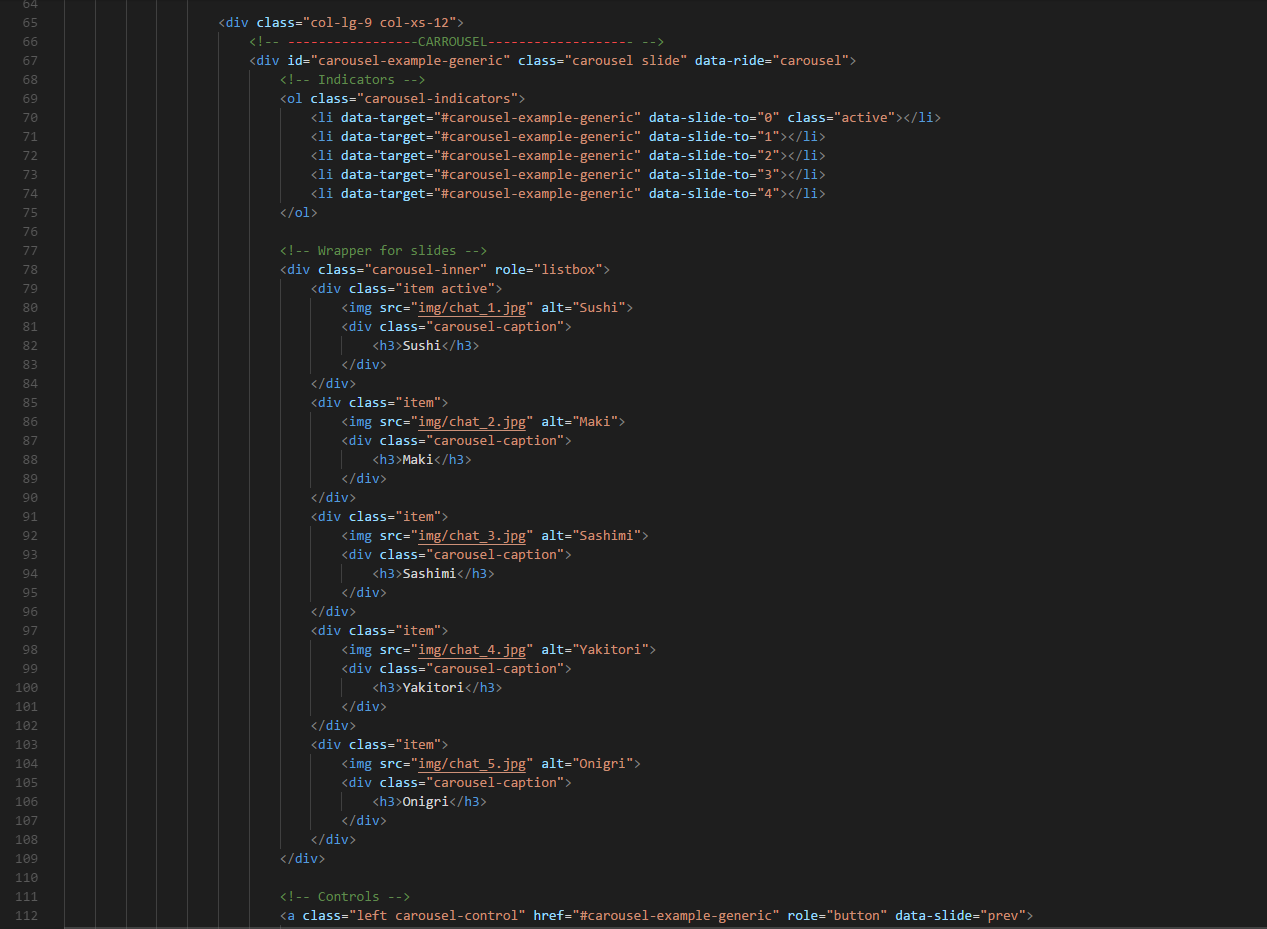 64
65 <div class="col-lg-9 col-xs-12">
66 <!-- -----------------CARROUSEL------------------- -->
67 <div id="carousel-example-generic" class="carousel slide" data-ride="carousel">
68 <!-- Indicators -->
69 <ol class="carousel-indicators">
70 <li data-target="#carousel-example-generic" data-slide-to="0" class="active"></li>
71 <li data-target="#carousel-example-generic" data-slide-to="1"></li>
72 <li data-target="#carousel-example-generic" data-slide-to="2"></li>
73 <li data-target="#carousel-example-generic" data-slide-to="3"></li>
74 <li data-target="#carousel-example-generic" data-slide-to="4"></li>
75 </ol>
76
77 <!-- Wrapper for slides -->
78 <div class="carousel-inner" role="listbox">
79 <div class="item active">
80 <img src="img/chat_1.jpg" alt="Sushi">
81 <div class="carousel-caption">
82 <h3>Sushi</h3>
83 </div>
84 </div>
85 <div class="item">
86 <img src="img/chat_2.jpg" alt="Maki">
87 <div class="carousel-caption">
88 <h3>Maki</h3>
89 </div>
90 </div>
91 <div class="item">
92 <img src="img/chat_3.jpg" alt="Sashimi">
93 <div class="carousel-caption">
94 <h3>Sashimi</h3>
95 </div>
96 </div>
97 <div class="item">
98 <img src="img/chat_4.jpg" alt="Yakitori">
99 <div class="carousel-caption">
100 <h3>Yakitori</h3>
101 </div>
102 </div>
103 <div class="item">
104 <img src="img/chat_5.jpg" alt="Onigri">
105 <div class="carousel-caption">
106 <h3>Onigri</h3>
107 </div>
108 </div>
109 </div>
110
111 <!-- Controls -->
112 <a class="left carousel-control" href="#carousel-example-generic" role="button" data-slide="prev">